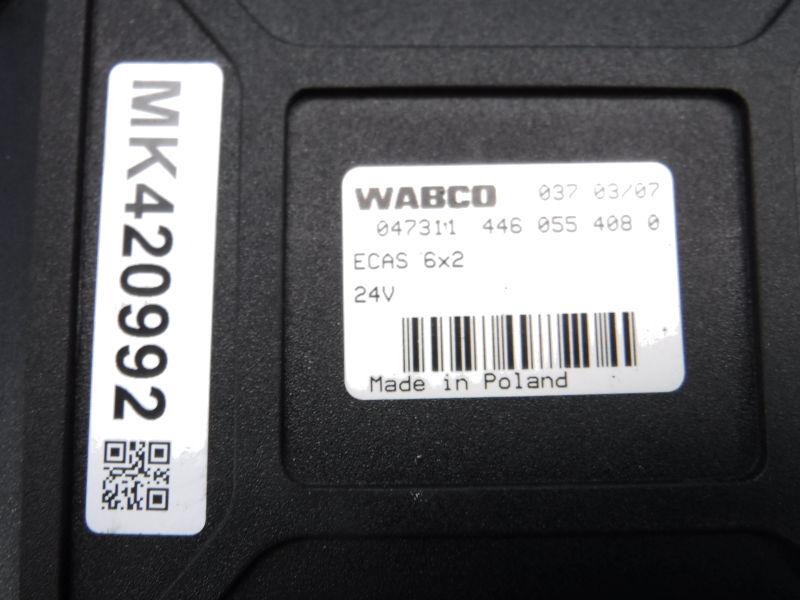 MK420992
WABCO 037 03/07
047311 446 055 408 0
ECAS 6x2
24V
Made in Poland